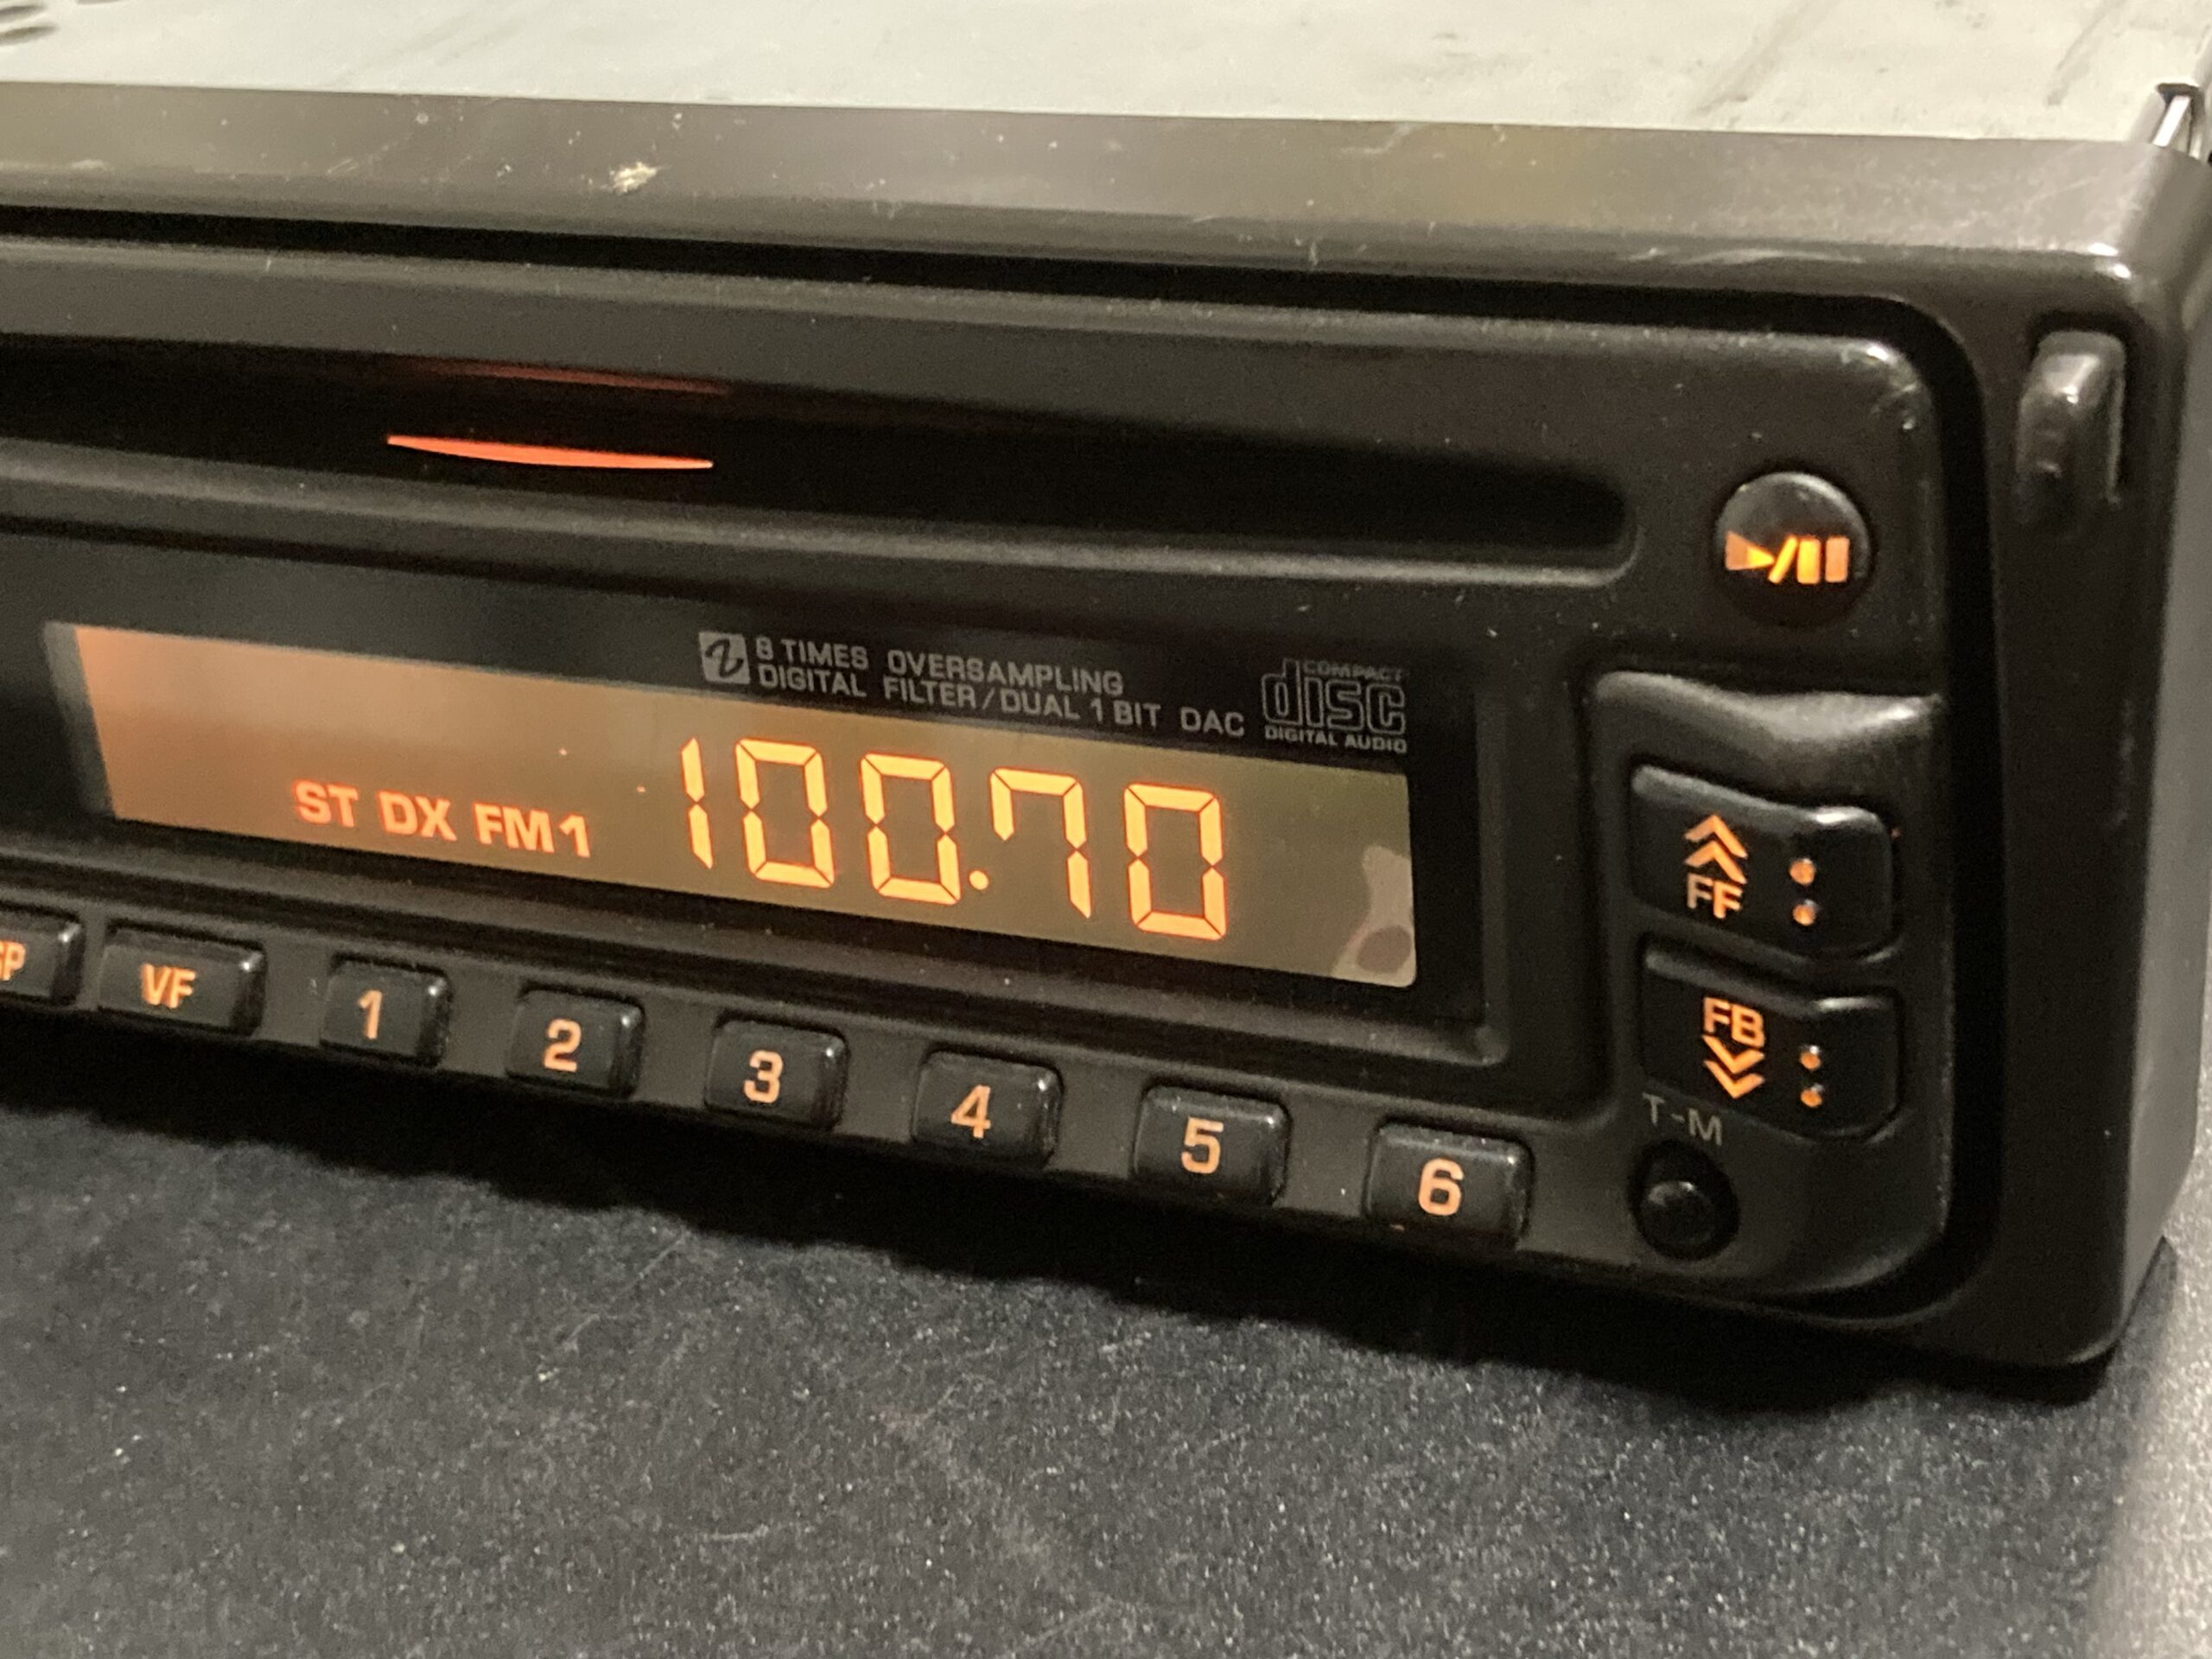 8 TIMES OVERSAMPLING
DIGITAL FILTER/DUAL 1 BIT DAC
COMPACT
disc
DIGITAL AUDIO
ST DX FM1 100.70
FF
FB
T-M
VF 1 2 3 4 5 6